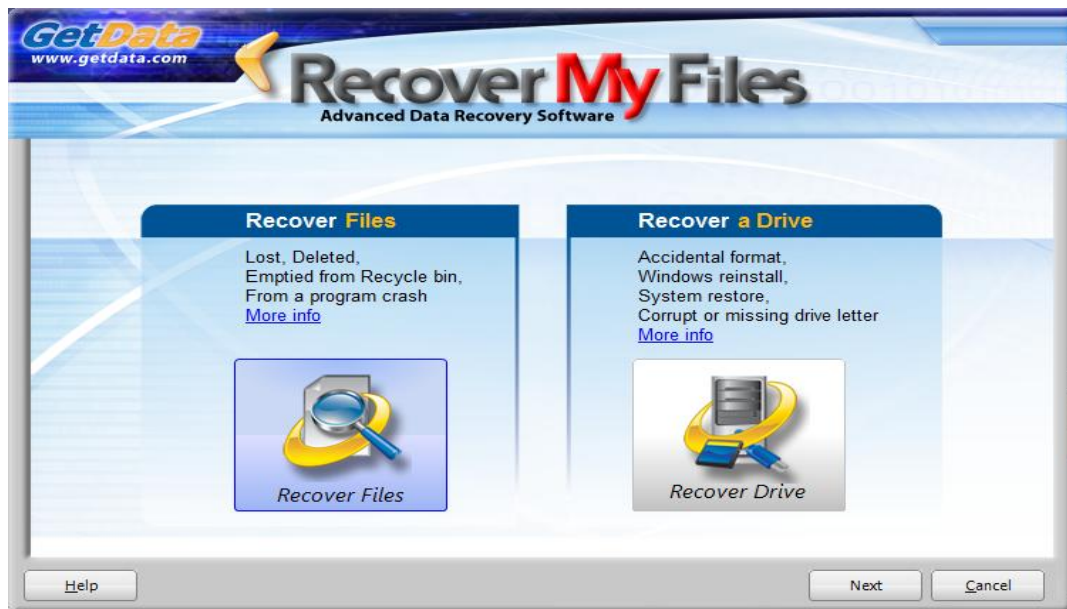 GetData
www.getdata.com
Recover My Files
Advanced Data Recovery Software
Recover Files
Lost, Deleted,
Emptied from Recycle bin,
From a program crash
More info
Recover Files
Recover a Drive
Accidental format,
Windows reinstall,
System restore,
Corrupt or missing drive letter
More info
Recover Drive
Help
Next
Cancel